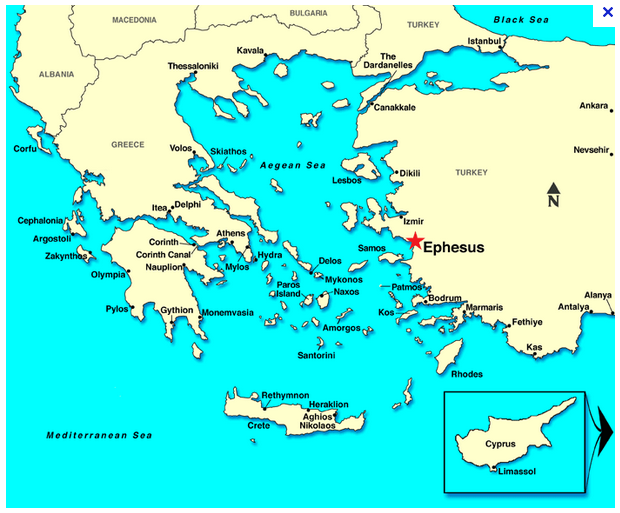 Black Sea
BULGARIA
MACEDONIA
TURKEY
Istanbul
Kavala
The
Dardanelles
Thessaloniki
ALBANIA
Canakkale
Ankara
GREECE
Corfu
Volos
Skiathos
Nevsehir
Aegean Sea
Lesbos
Dikili
TURKEY
N
Itea
Delphi
Cephalonia
Izmir
Argostoli
Athens
Corinth
Ephesus
Zakynthos
Corinth Canal
Hydra
Samos
Nauplion
Mylos
Delos
Olympia
Mykonos
Paros
Island
Naxos
Patmos
Bodrum
Alanya
Pylos
Gythion
Monemvasia
Kos
Marmaris
Antalya
Amorgos
Fethiye
Santorini
Kas
Rhodes
Rethymnon
Heraklion
Aghios
Nikolaos
Crete
Mediterranean Sea
Cyprus
Limassol